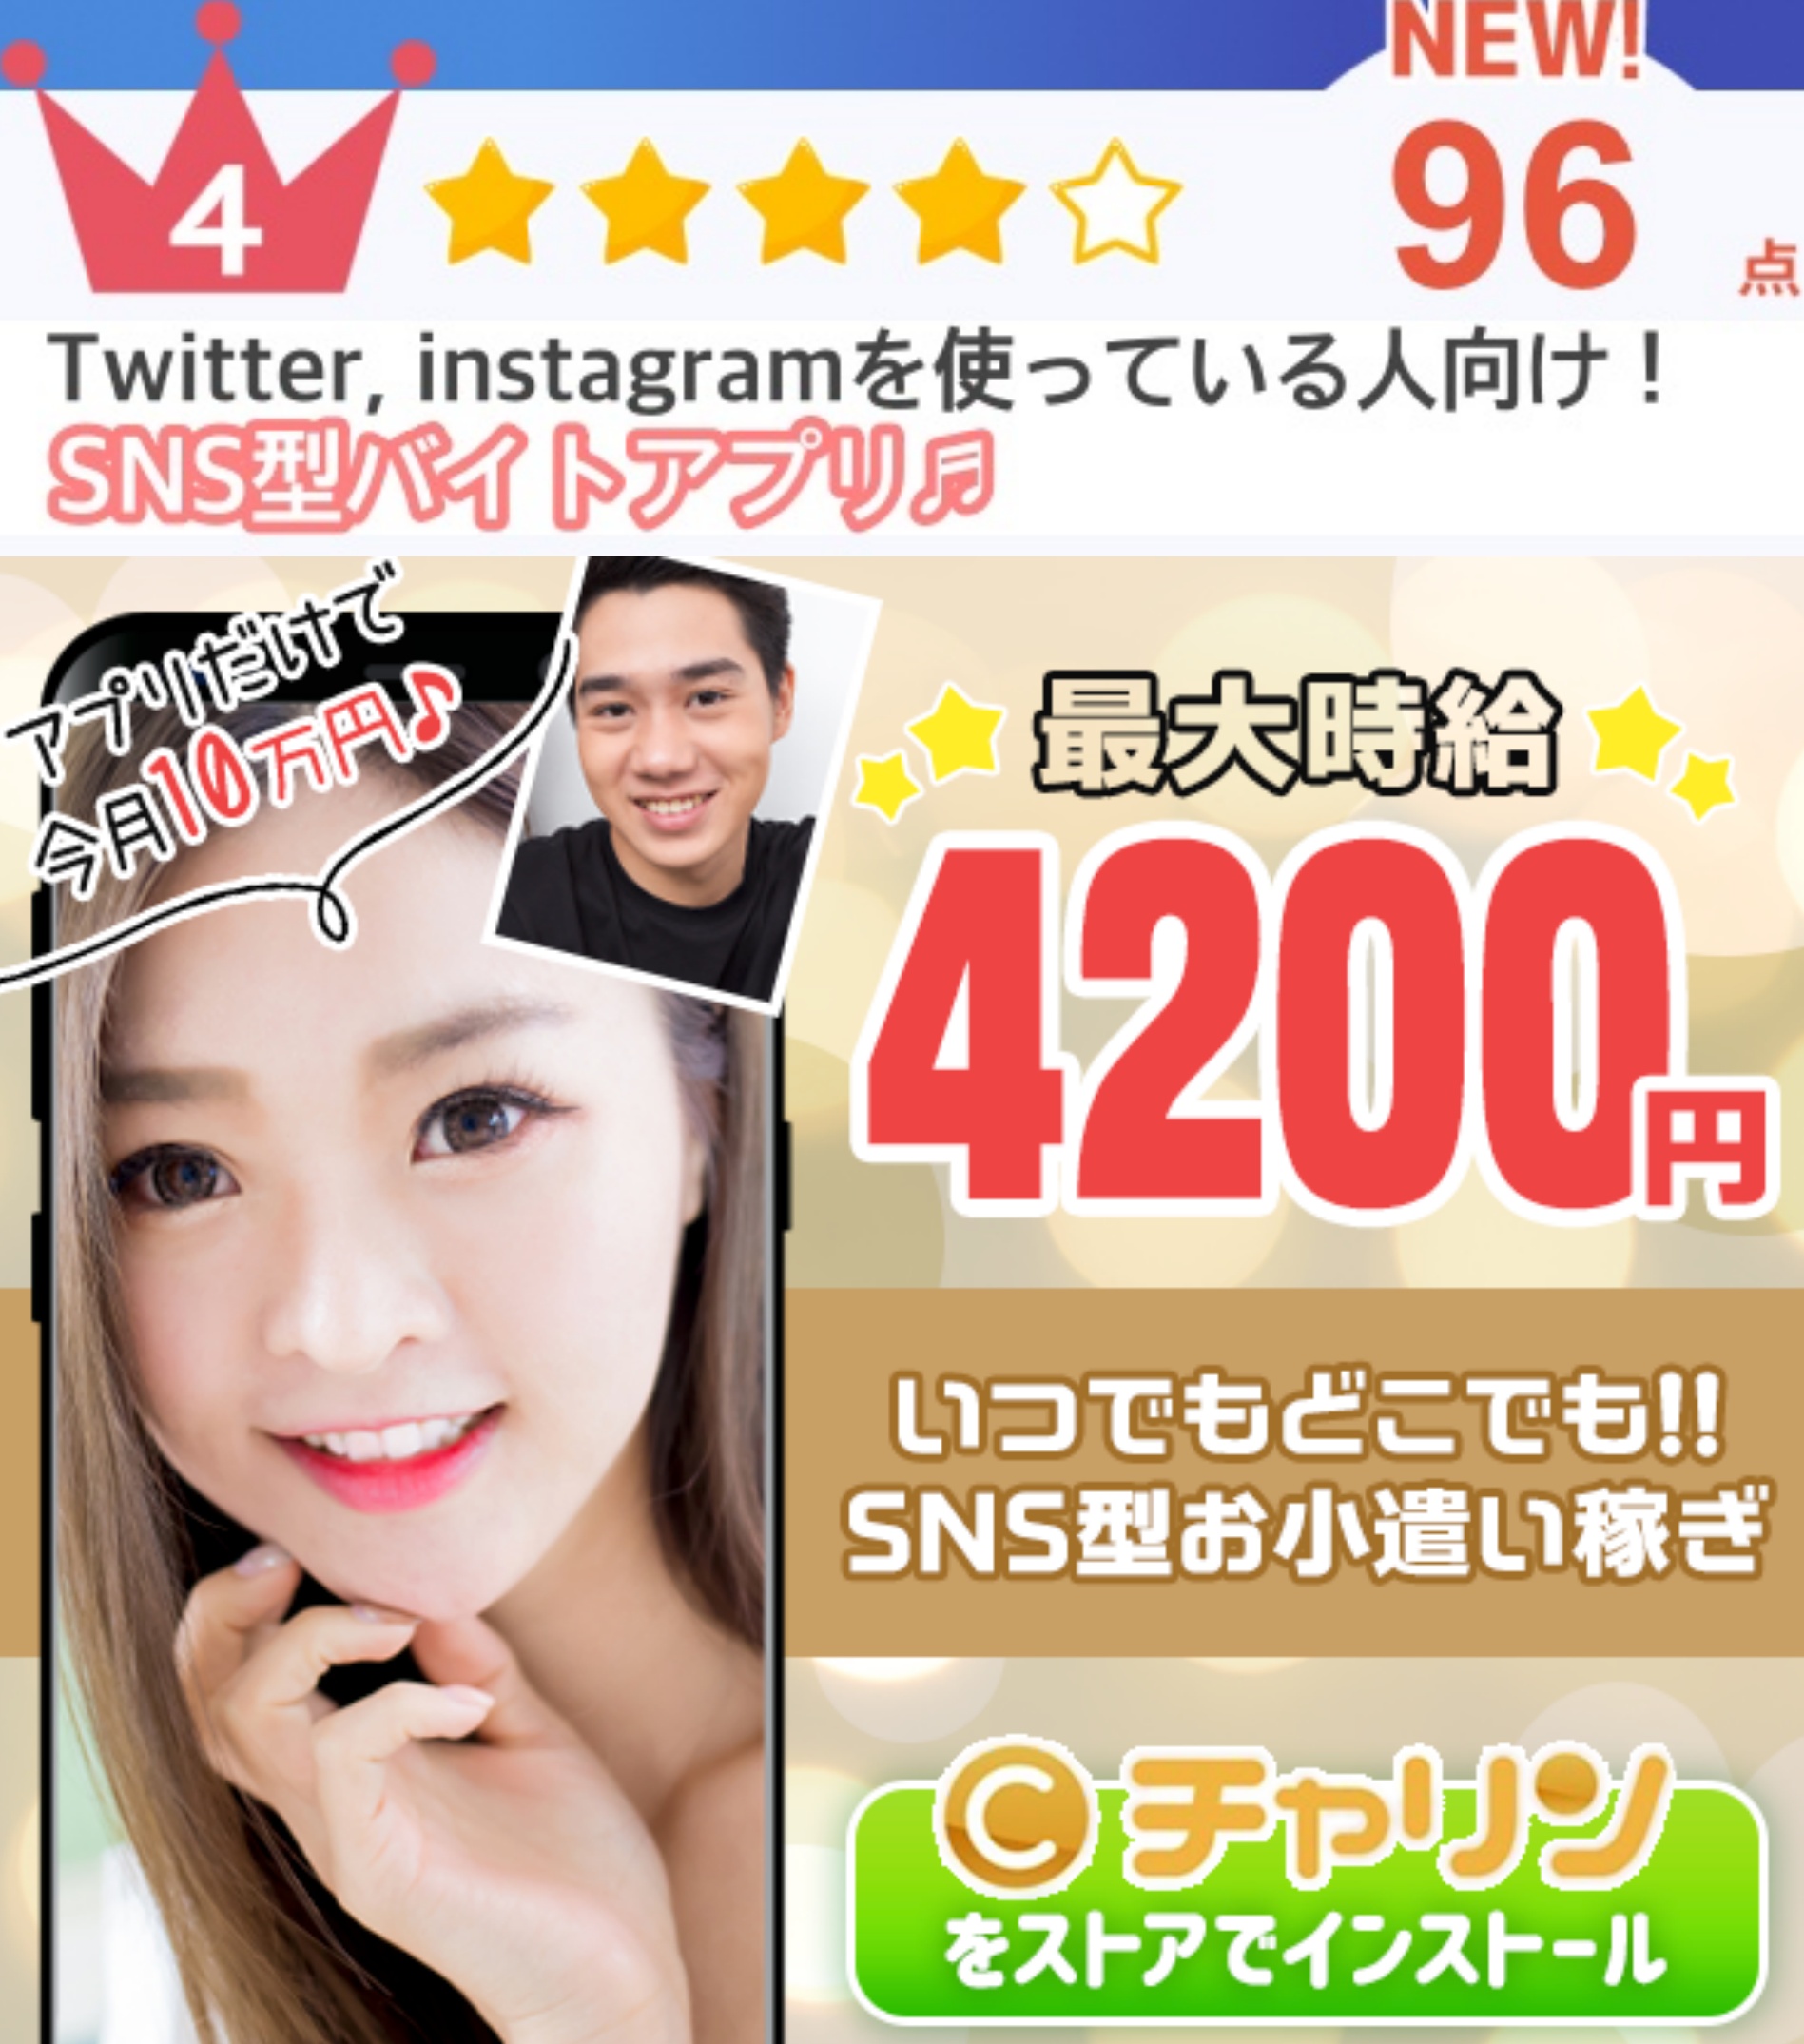 NEW!
4
96点
Twitter, instagramを使っている人向け！
SNS型バイトアプリ♬
アプリだけで
今月10万円♪
最大時給
4200円
いつでもどこでも!!
SNS型お小遣い稼ぎ
C チャリン
をストアでインストール